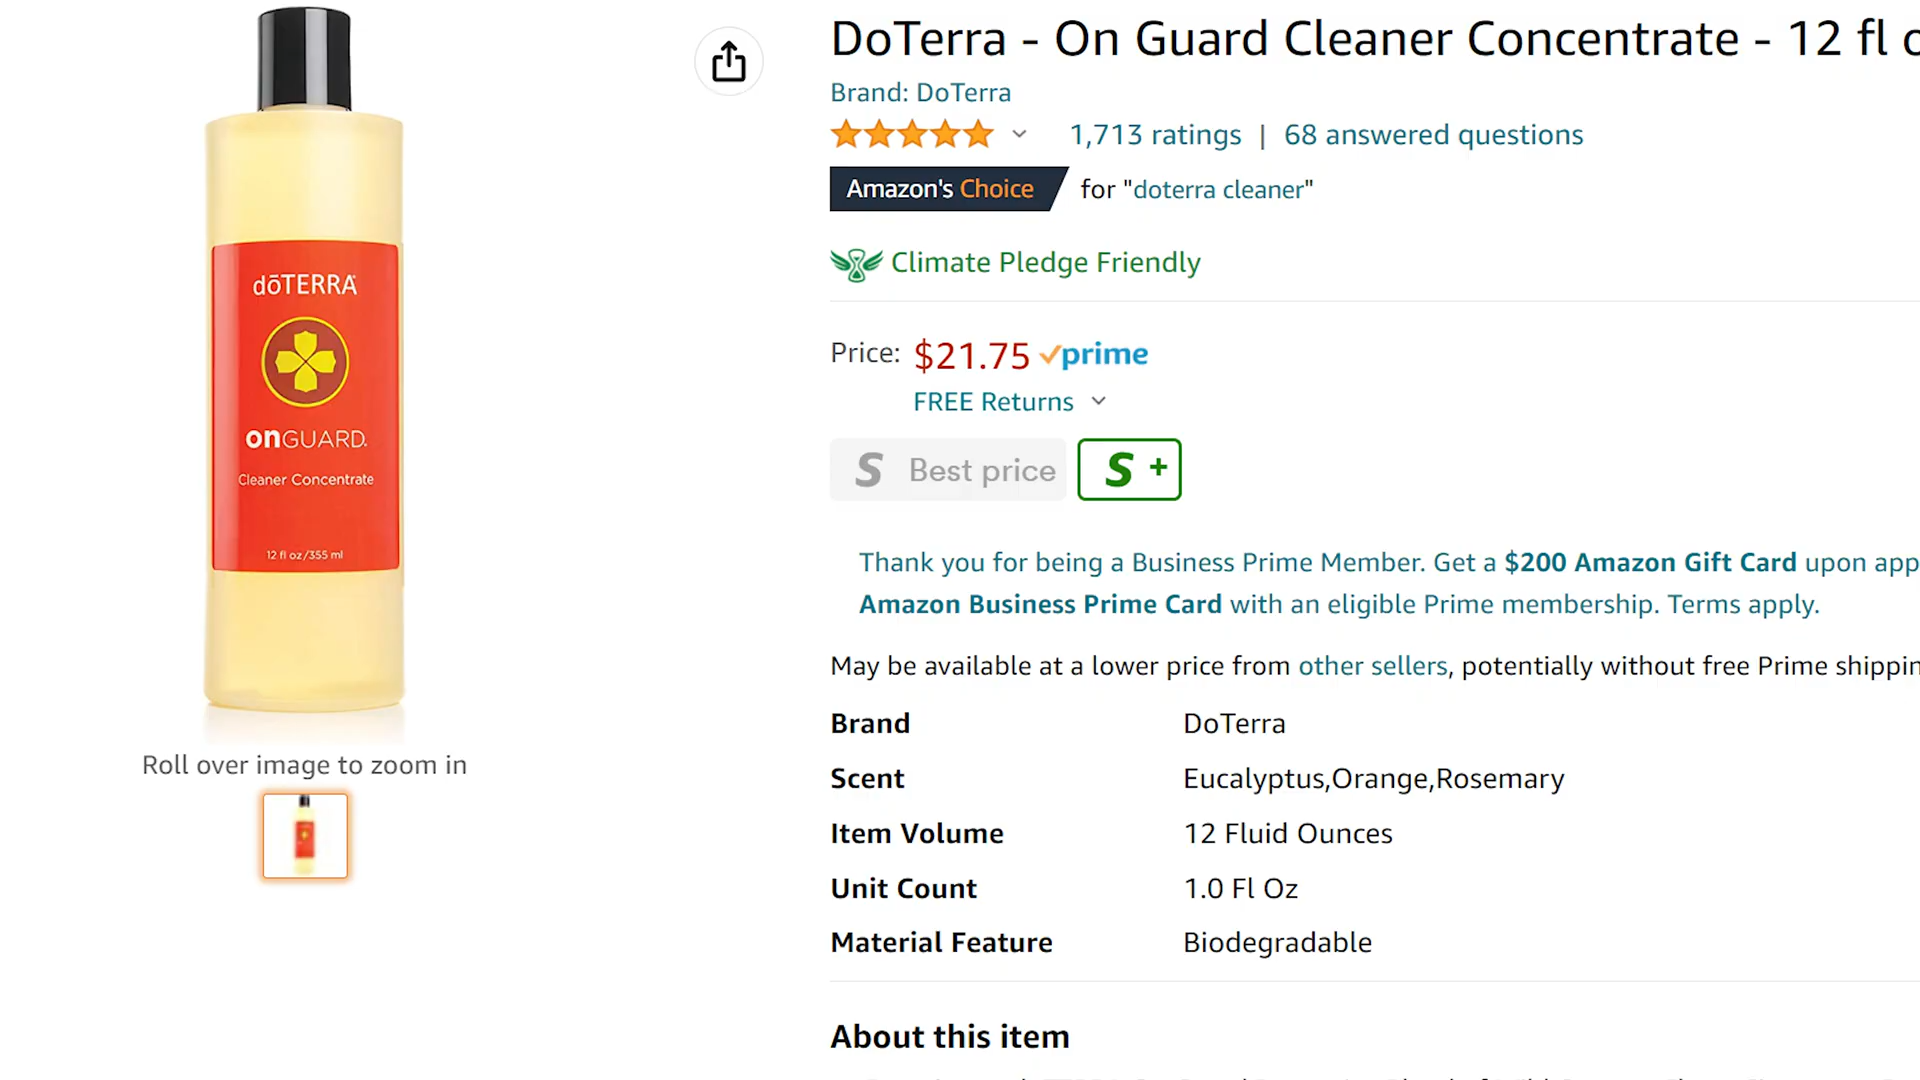 DoTerra - On Guard Cleaner Concentrate - 12 fl
Brand: DoTerra
1,713 ratings | 68 answered questions
Amazon's Choice for "doterra cleaner"
Climate Pledge Friendly
Price: $21.75 prime
FREE Returns
S Best price S +
Thank you for being a Business Prime Member. Get a $200 Amazon Gift Card upon app
Amazon Business Prime Card with an eligible Prime membership. Terms apply.
May be available at a lower price from other sellers, potentially without free Prime shippin
Brand DoTerra
Scent Eucalyptus,Orange,Rosemary
Item Volume 12 Fluid Ounces
Unit Count 1.0 Fl Oz
Material Feature Biodegradable
About this item
dōTERRA
onGUARD.
Cleaner Concentrate
12 fl oz/355 ml
Roll over image to zoom in